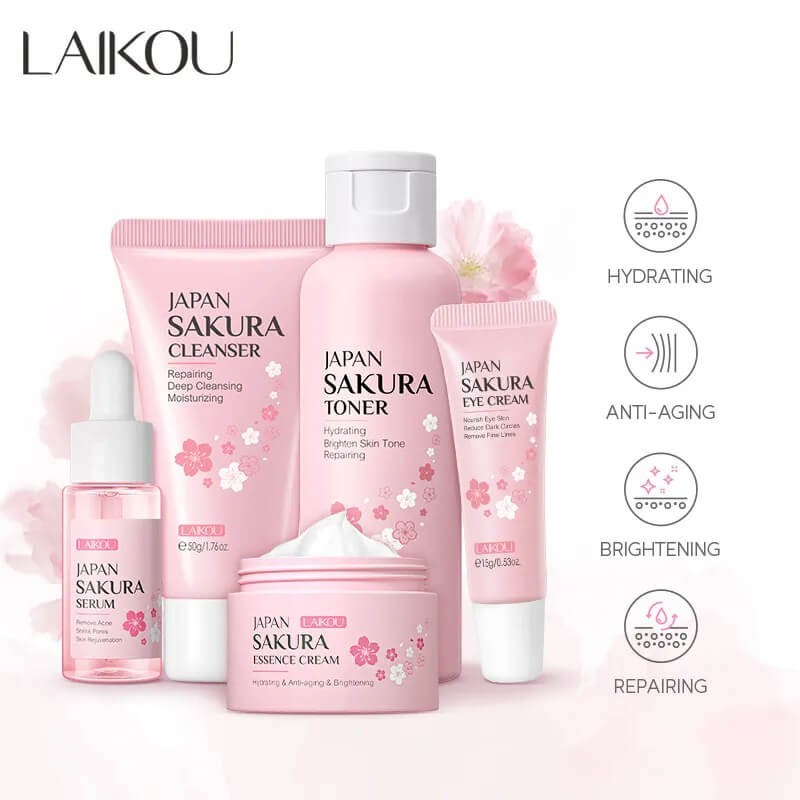 LAIKOU
JAPAN
SAKURA
CLEANSER
Repairing
Deep Cleansing
Moisturizing
LAIKOU
℮50g/1.76oz.
JAPAN
SAKURA
TONER
Hydrating
Brighten Skin Tone
Repairing
JAPAN
SAKURA
EYE CREAM
Nourish Eye Skin
Reduce Dark Circles
Remove Fine Lines
LAIKOU
℮15g/0.53oz.
LAIKOU
JAPAN
SAKURA
SERUM
Remove Acne
Shrink Pores
Skin Rejuvenation
JAPAN LAIKOU
SAKURA
ESSENCE CREAM
Hydrating & Anti-aging & Brightening
HYDRATING
ANTI-AGING
BRIGHTENING
REPAIRING